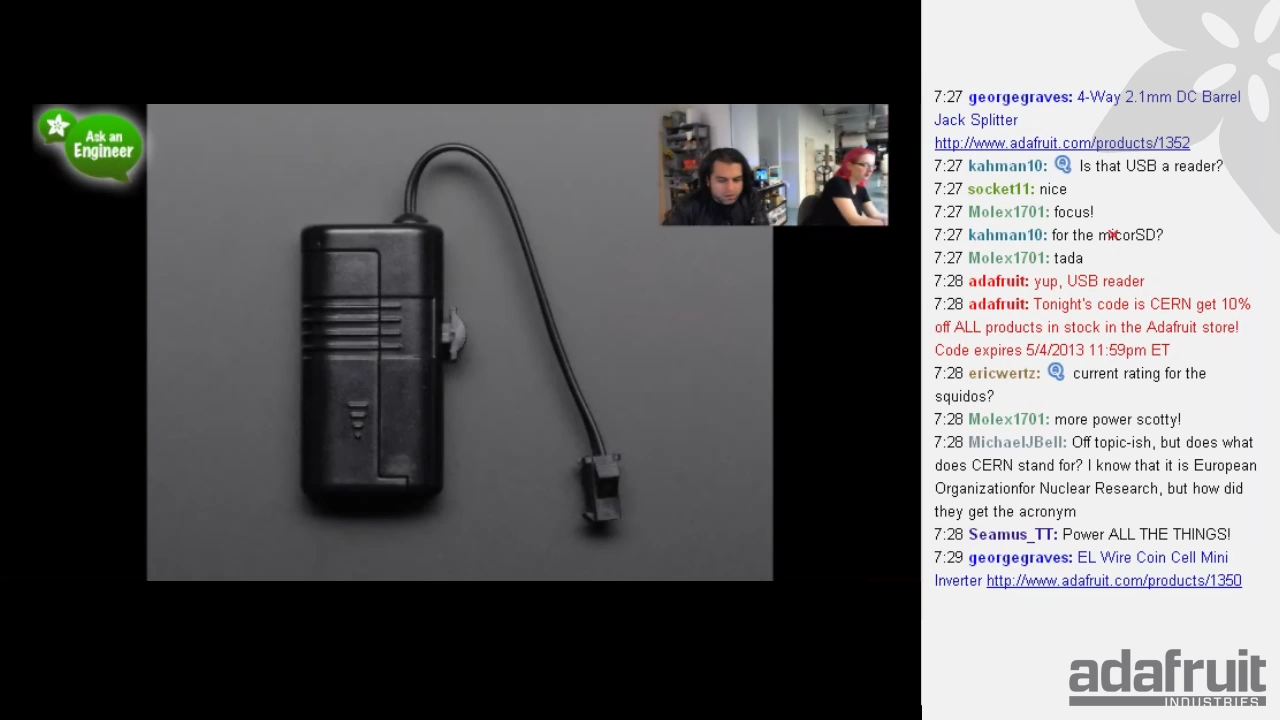 Ask an
Engineer
7:27 georgegraves: 4-Way 2.1mm DC Barrel
Jack Splitter
http://www.adafruit.com/products/1352
7:27 kahman10: Is that USB a reader?
7:27 socket11: nice
7:27 Molex1701: focus!
7:27 kahman10: for the micorSD?
7:27 Molex1701: tada
7:28 adafruit: yup, USB reader
7:28 adafruit: Tonight's code is CERN get 10%
off ALL products in stock in the Adafruit store!
Code expires 5/4/2013 11:59pm ET
7:28 ericwertz: current rating for the
squidos?
7:28 Molex1701: more power scotty!
7:28 MichaelJBell: Off topic-ish, but does what
does CERN stand for? I know that it is European
Organizationfor Nuclear Research, but how did
they get the acronym
7:28 Seamus_TT: Power ALL THE THINGS!
7:29 georgegraves: EL Wire Coin Cell Mini
Inverter http://www.adafruit.com/products/1350
adafruit
INDUSTRIES